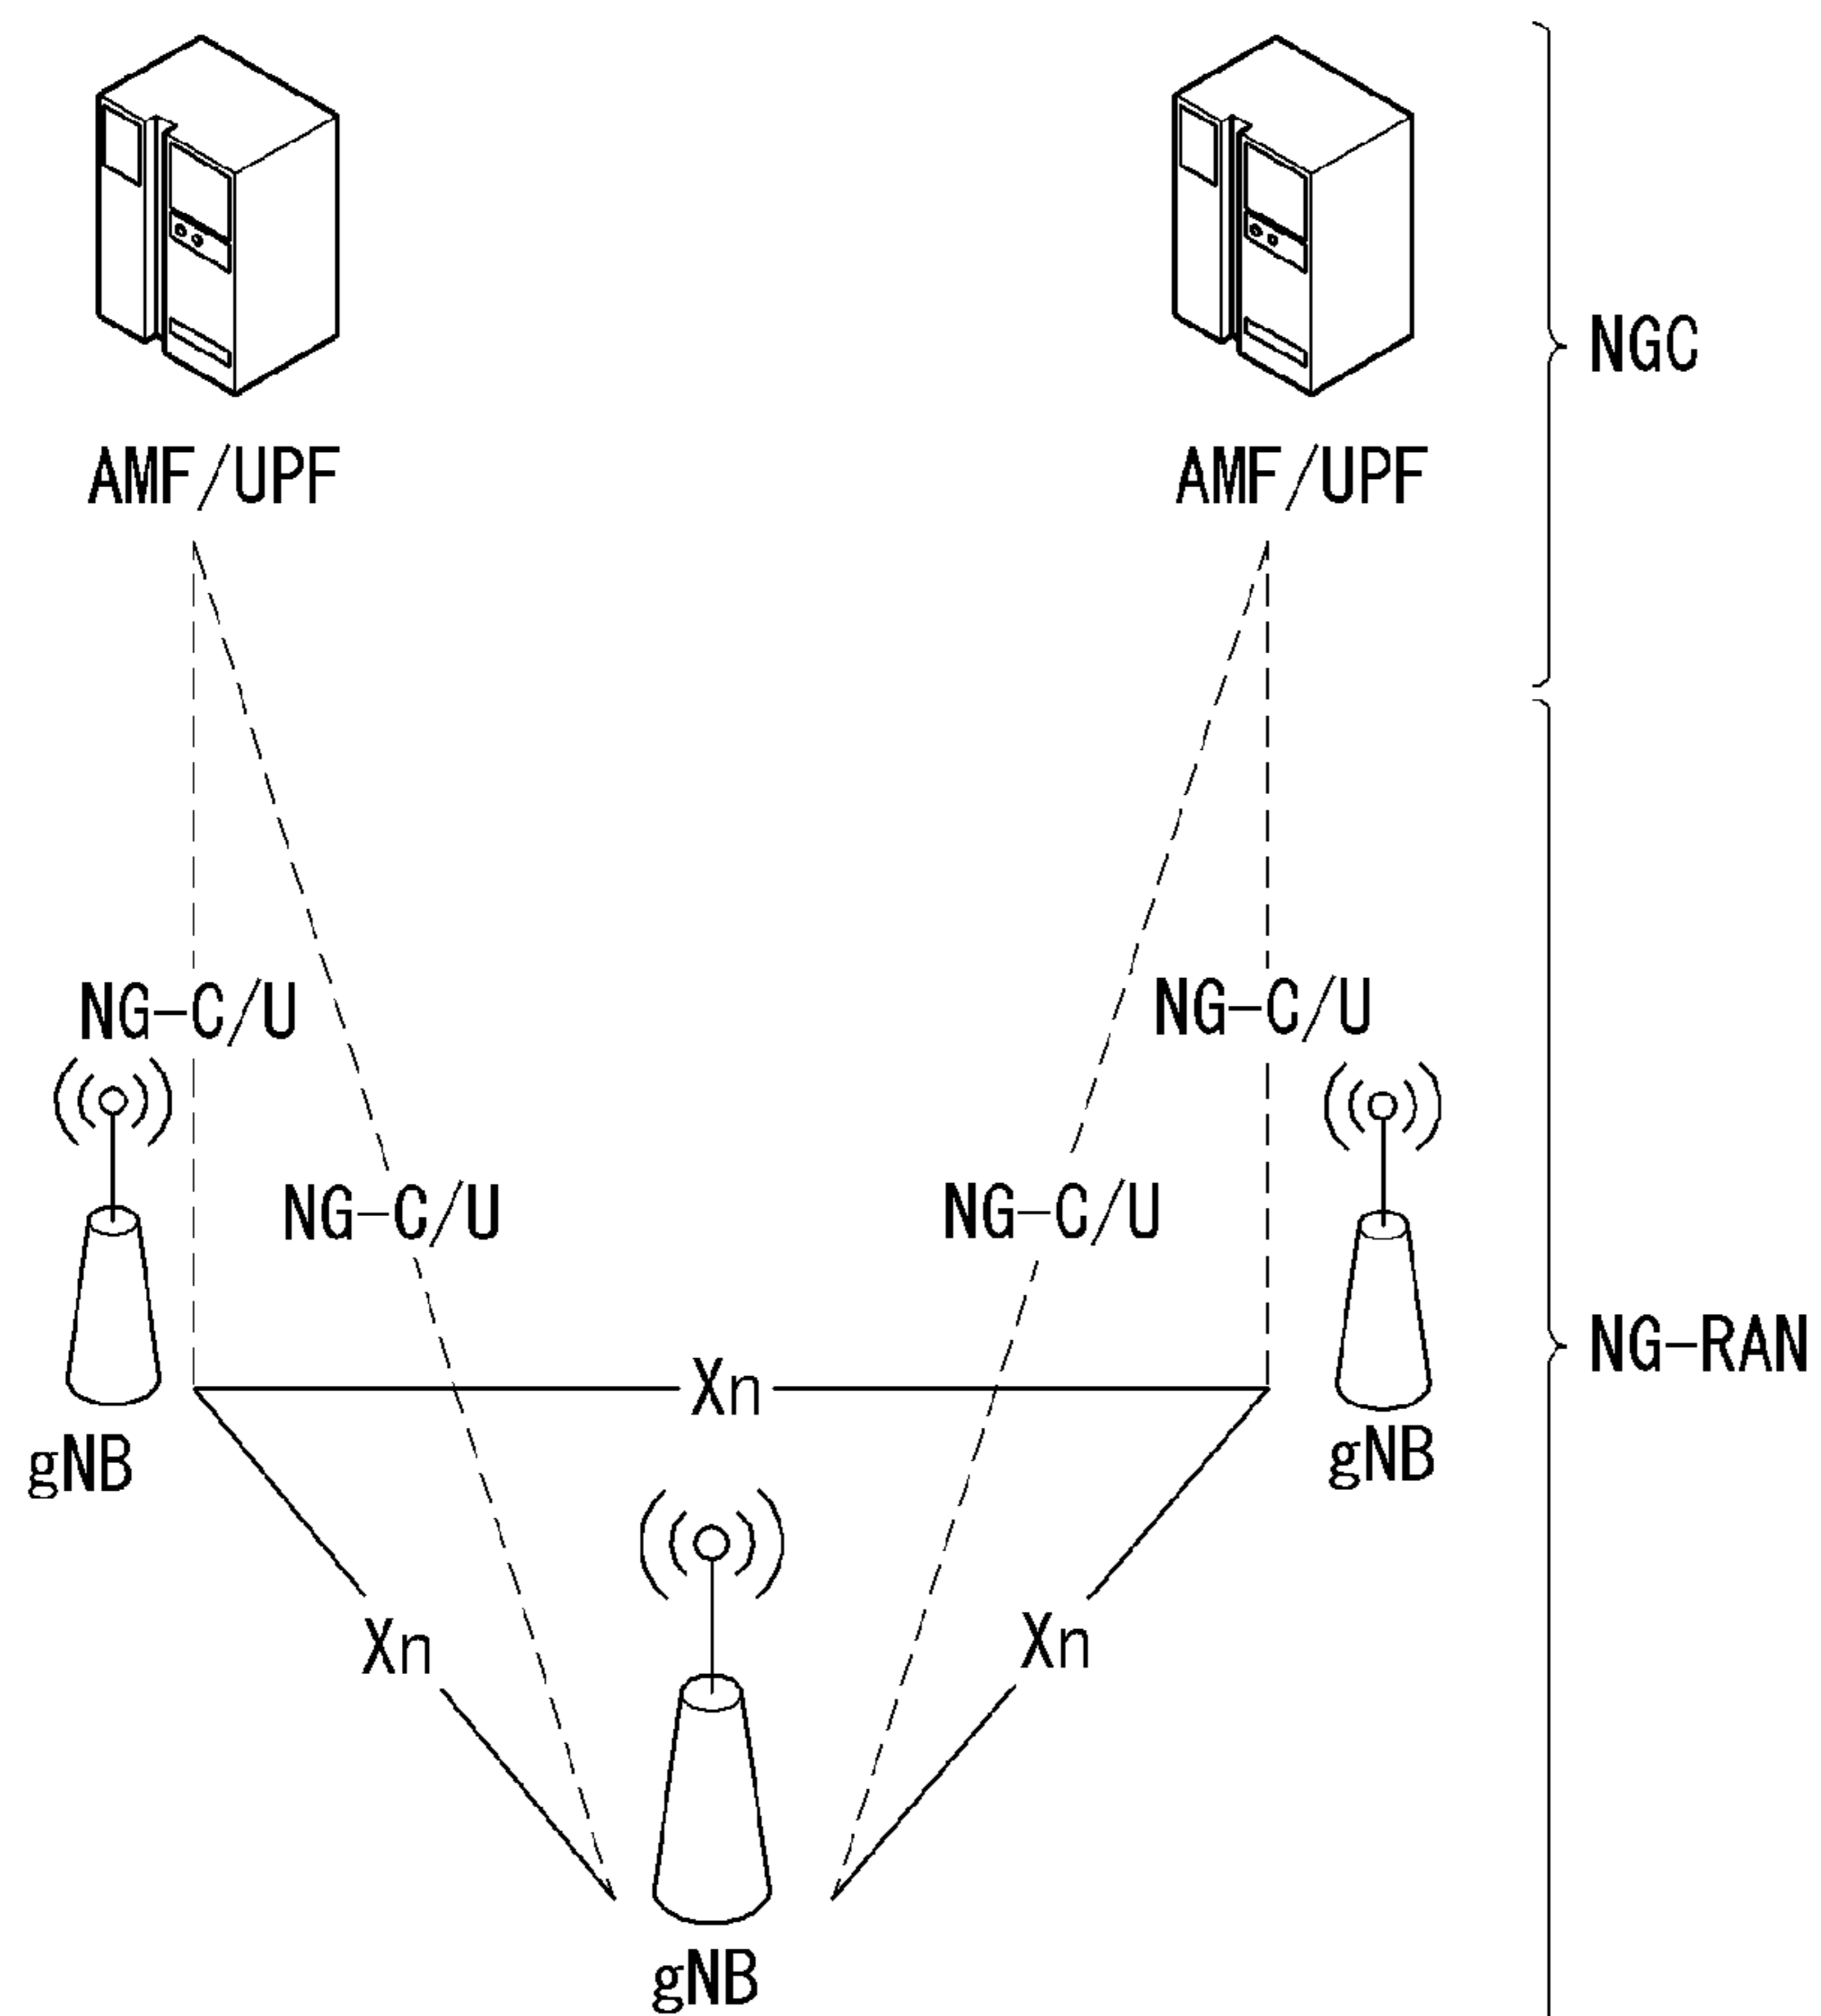 NGC
AMF/UPF
AMF/UPF
NG-C/U
NG-C/U
NG-C/U
NG-C/U
NG-RAN
Xn
gNB
gNB
Xn
Xn
gNB